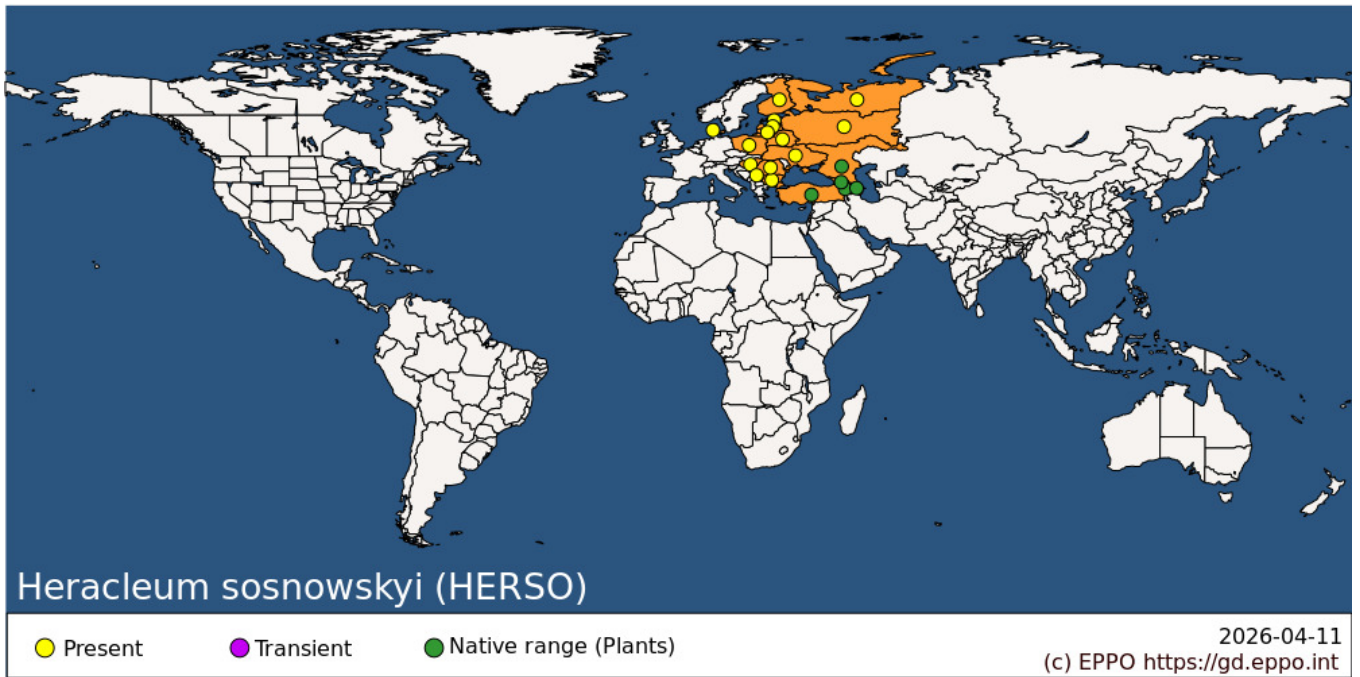 Heracleum sosnowskyi (HERSO)
Present
Transient
Native range (Plants)
2026-04-11
(c) EPPO https://gd.eppo.int